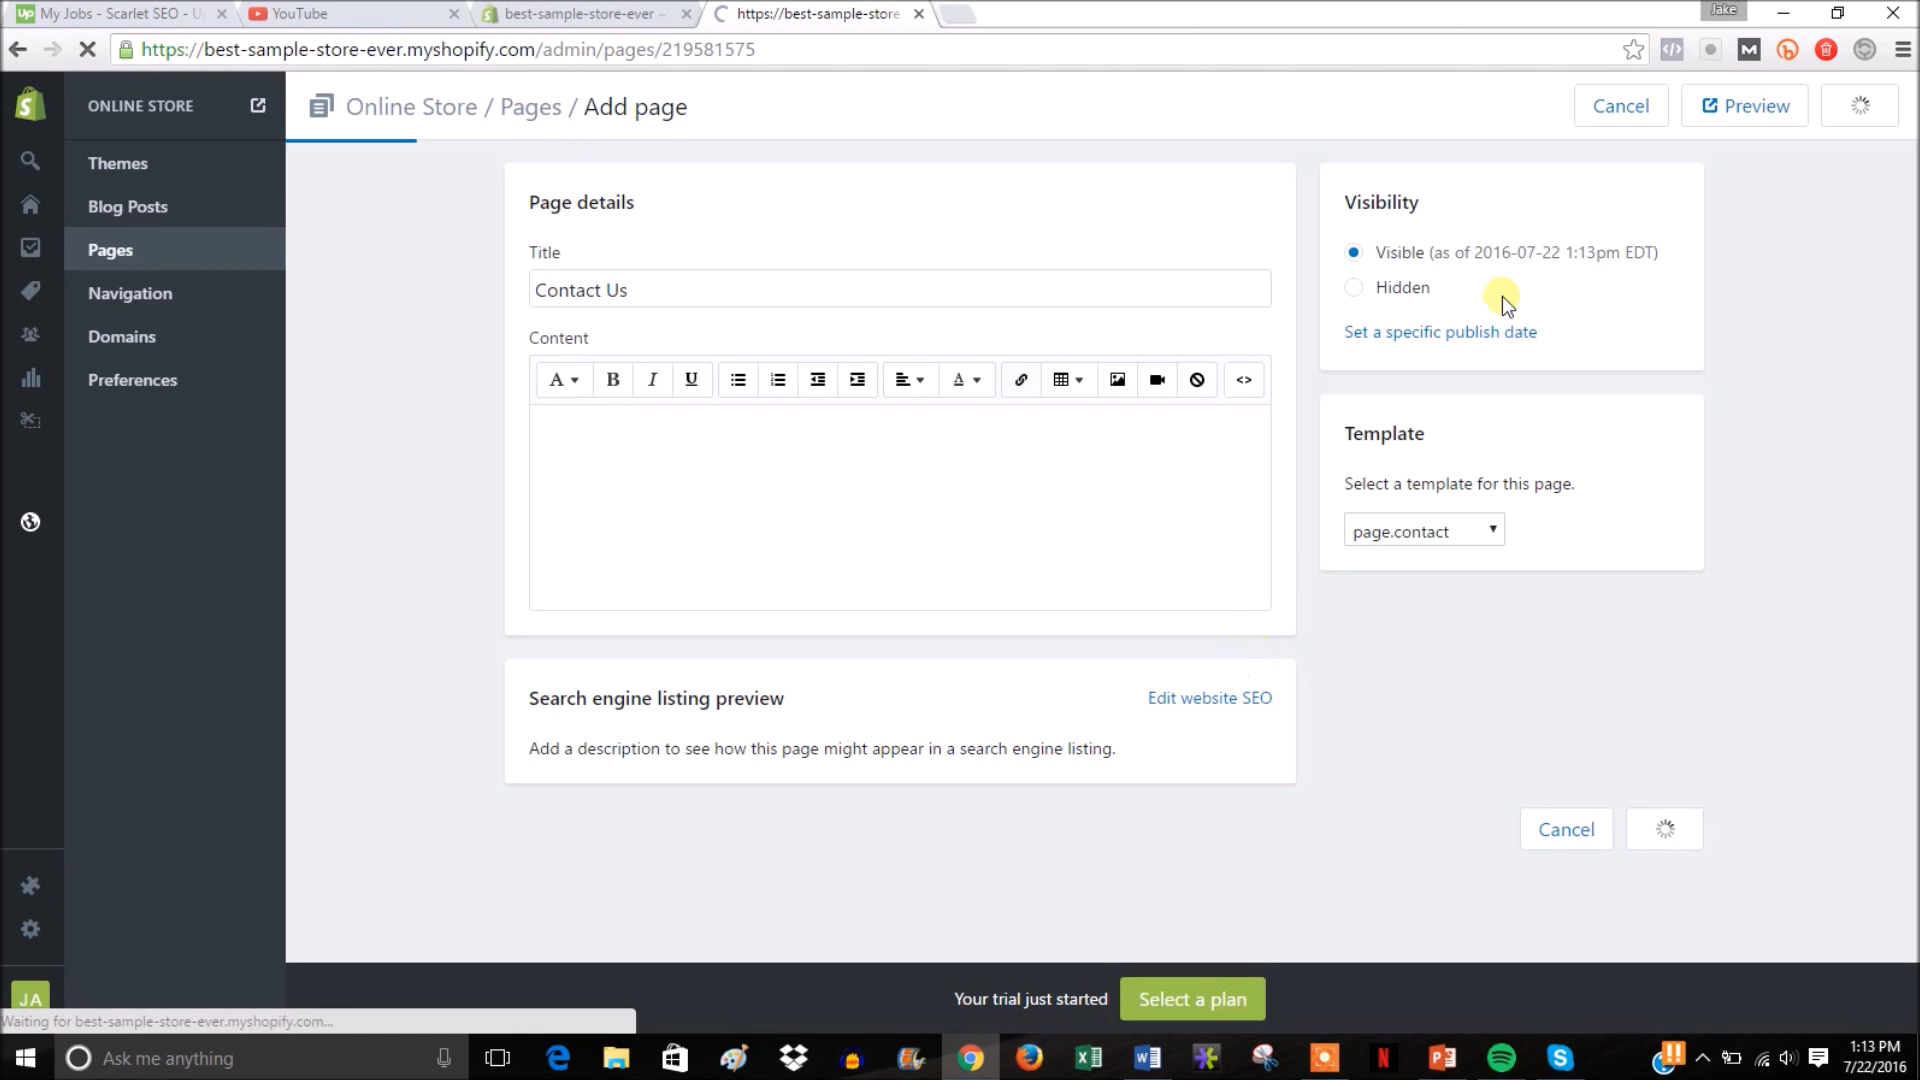 Up My Jobs - Scarlet SEO - U
YouTube
best-sample-store-ever ~
https://best-sample-store
Jake
https://best-sample-store-ever.myshopify.com/admin/pages/219581575
ONLINE STORE
Online Store / Pages / Add page
Cancel
Preview
Themes
Blog Posts
Pages
Navigation
Domains
Preferences
Page details
Title
Contact Us
Content
A B I U A <>
Visibility
Visible (as of 2016-07-22 1:13pm EDT)
Hidden
Set a specific publish date
Template
Select a template for this page.
page.contact
Search engine listing preview
Edit website SEO
Add a description to see how this page might appear in a search engine listing.
Cancel
JA
Your trial just started
Select a plan
Waiting for best-sample-store-ever.myshopify.com...
Ask me anything
1:13 PM
7/22/2016